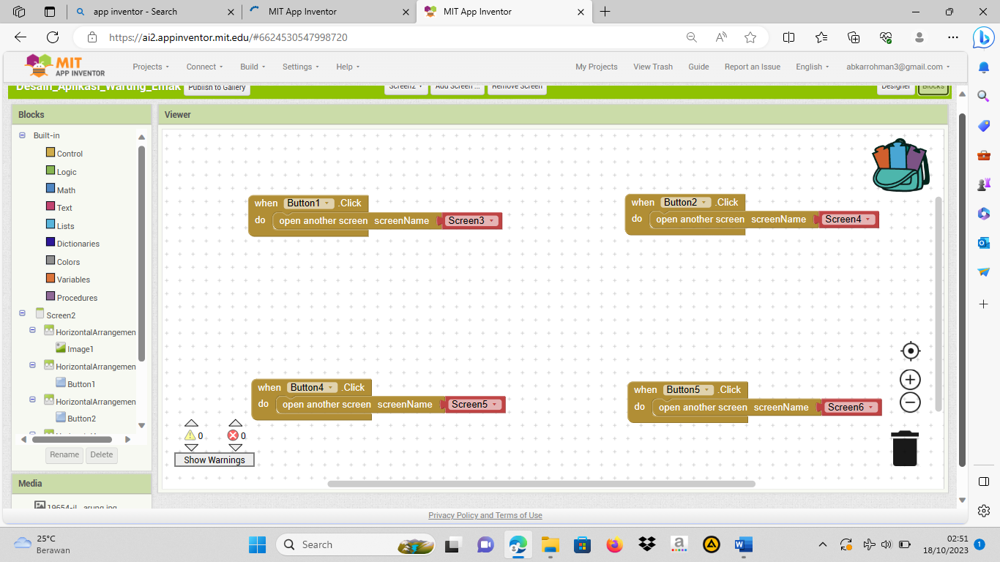 app inventor - Search
MIT App Inventor
MIT App Inventor
https://ai2.appinventor.mit.edu/#6624530547998720
MIT
APP INVENTOR
Projects
Connect
Build
Settings
Help
My Projects
View Trash
Guide
Report an Issue
English
abkarrohman3@gmail.com
Desain_Aplikasi_Warung_Emak
Publish to Gallery
Screen2
Add Screen ...
Remove Screen
Designer
Blocks
Blocks
Viewer
Built-in
Control
Logic
Math
Text
Lists
Dictionaries
Colors
Variables
Procedures
Screen2
HorizontalArrangemen
Image1
HorizontalArrangemen
Button1
HorizontalArrangemen
Button2
Rename
Delete
Media
19654-il...arung.jpg
when Button1 .Click
do open another screen screenName Screen3
when Button2 .Click
do open another screen screenName Screen4
when Button4 .Click
do open another screen screenName Screen5
when Button5 .Click
do open another screen screenName Screen6
0
0
Show Warnings
Privacy Policy and Terms of Use
25°C
Berawan
Search
02:51
18/10/2023
1